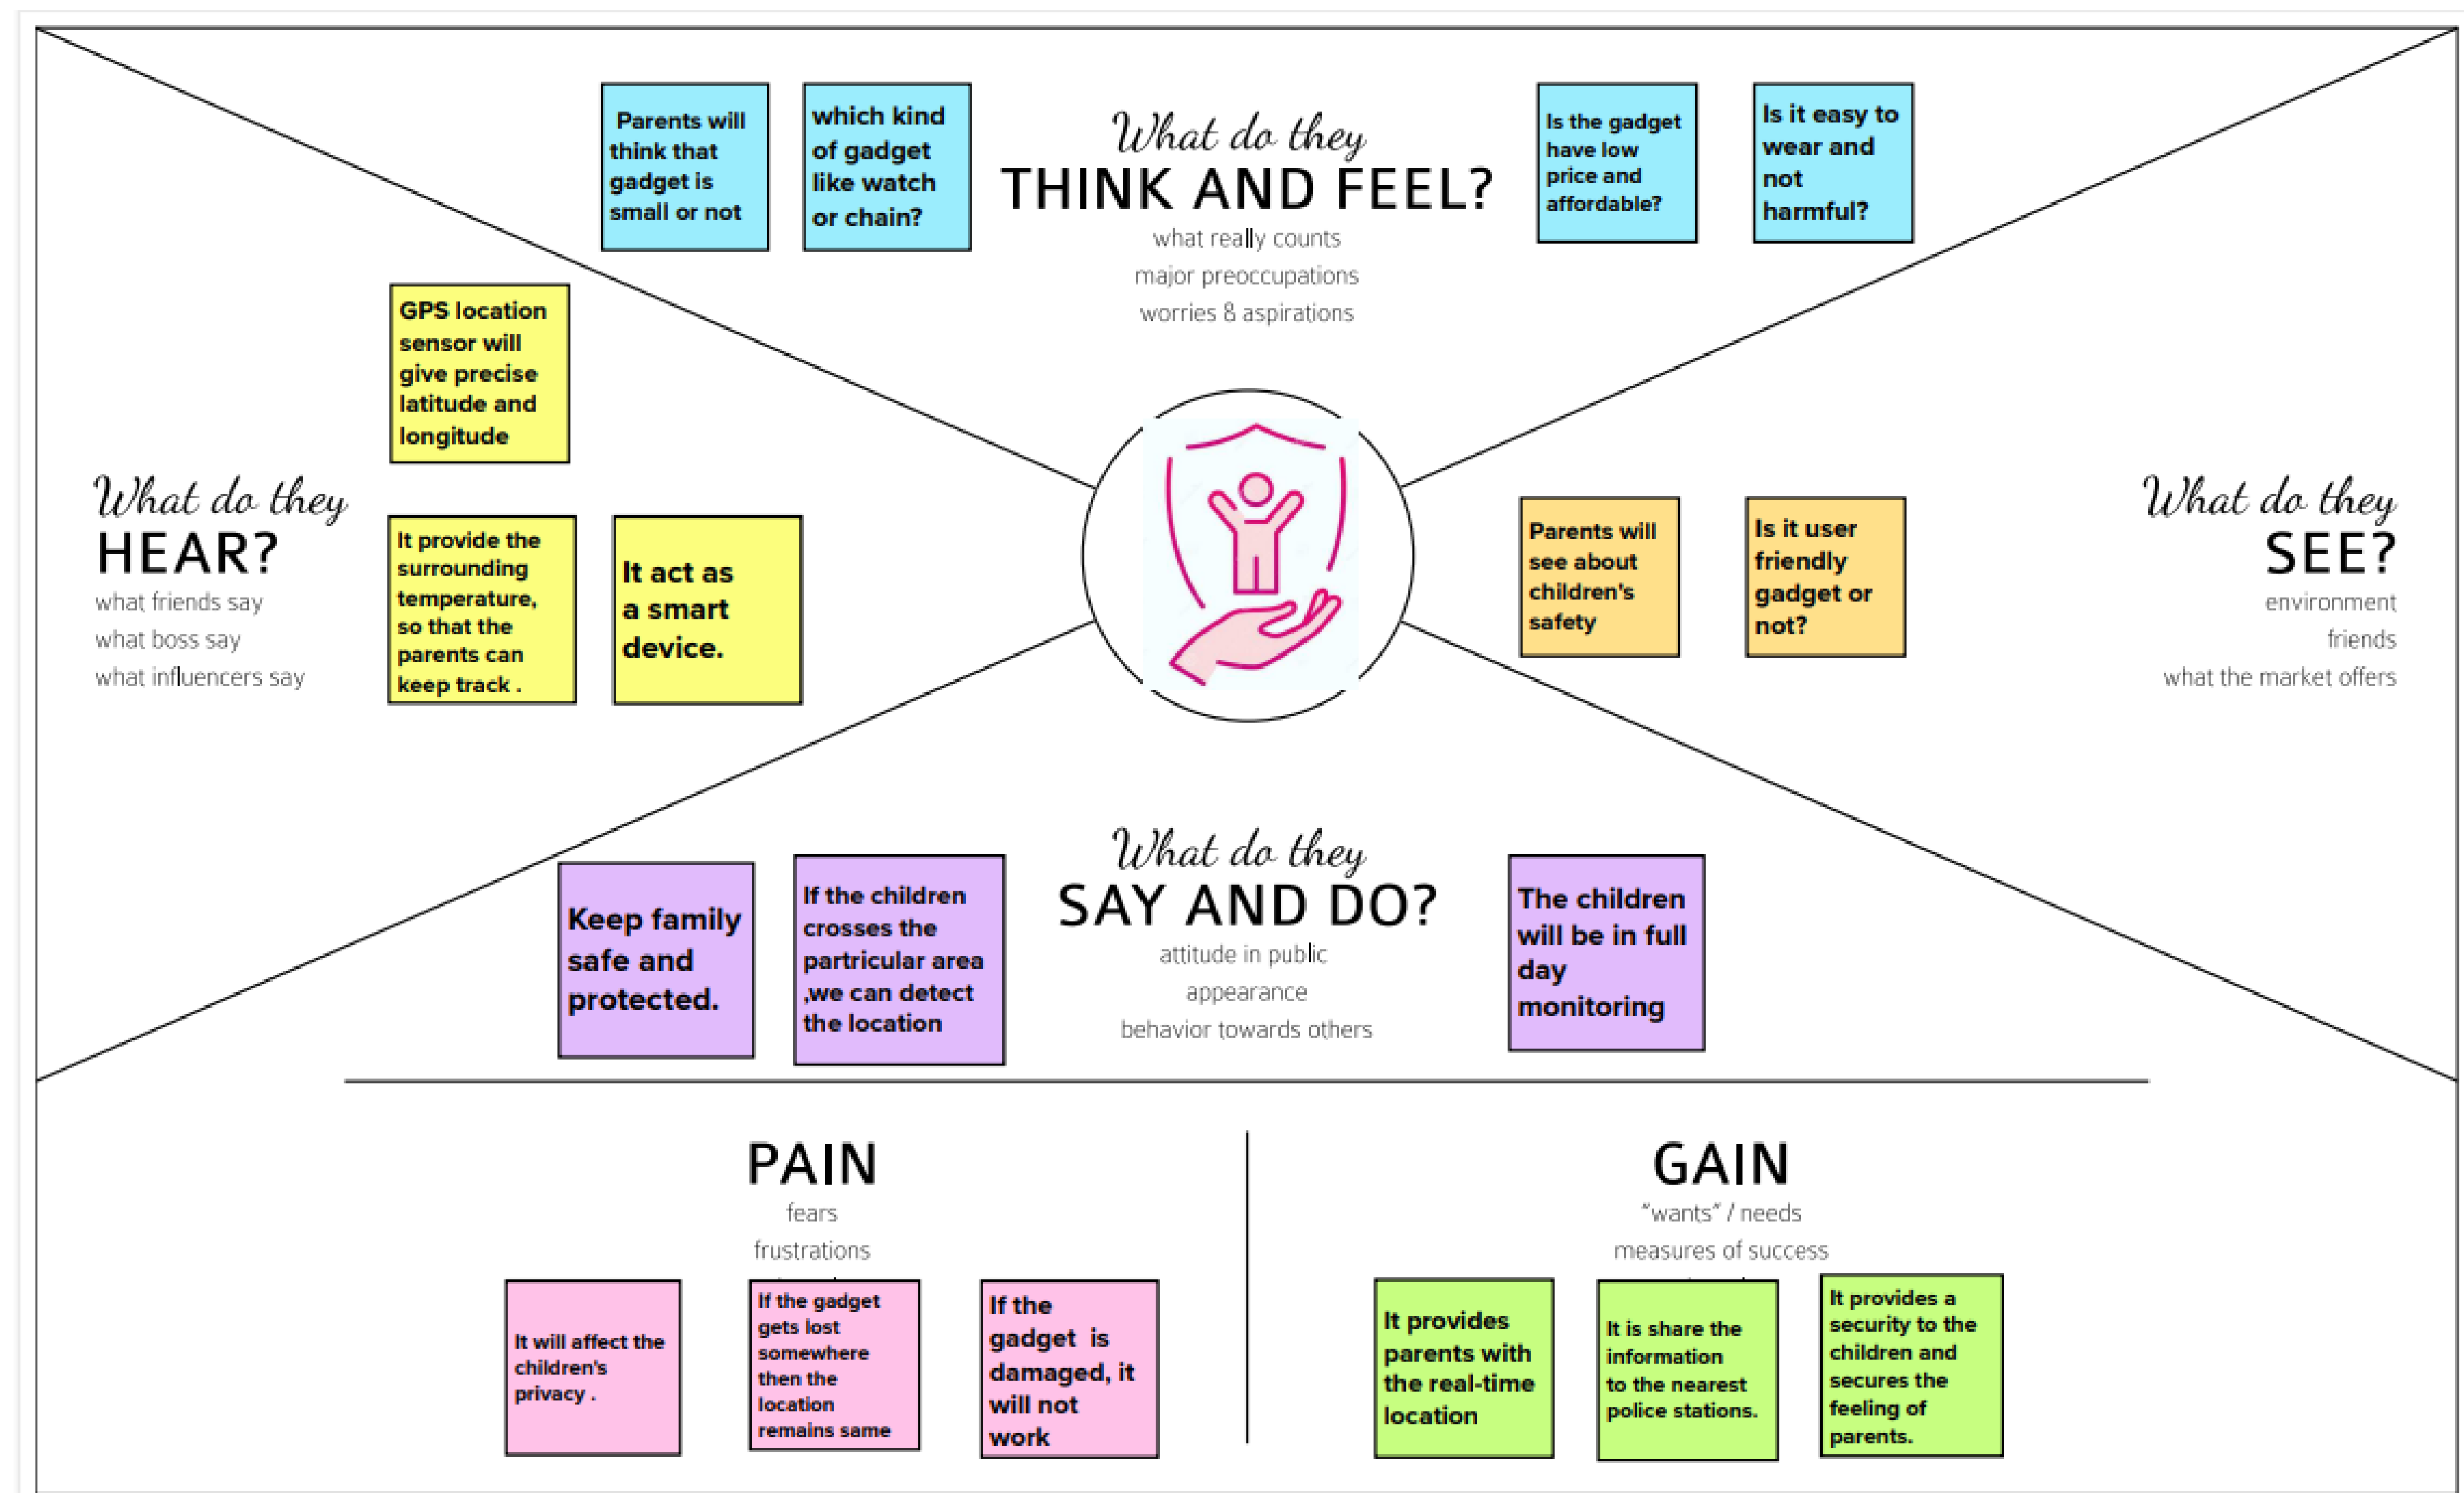 Parents will
think that
gadget is
small or not
which kind
of gadget
like watch
or chain?
What do they
THINK AND FEEL?
what really counts
major preoccupations
worries & aspirations
Is the gadget
have low
price and
affordable?
Is it easy to
wear and
not
harmful?
What do they
HEAR?
what friends say
what boss say
what influencers say
GPS location
sensor will
give precise
latitude and
longitude
It provide the
surrounding
temperature,
so that the
parents can
keep track .
It act as
a smart
device.
Parents will
see about
children's
safety
Is it user
friendly
gadget or
not?
What do they
SEE?
environment
friends
what the market offers
Keep family
safe and
protected.
If the children
crosses the
partricular area
,we can detect
the location
What do they
SAY AND DO?
attitude in public
appearance
behavior towards others
The children
will be in full
day
monitoring
PAIN
fears
frustrations
It will affect the
children's
privacy .
If the gadget
gets lost
somewhere
then the
location
remains same
If the
gadget is
damaged, it
will not
work
GAIN
"wants" / needs
measures of success
It provides
parents with
the real-time
location
It is share the
information
to the nearest
police stations.
It provides a
security to the
children and
secures the
feeling of
parents.